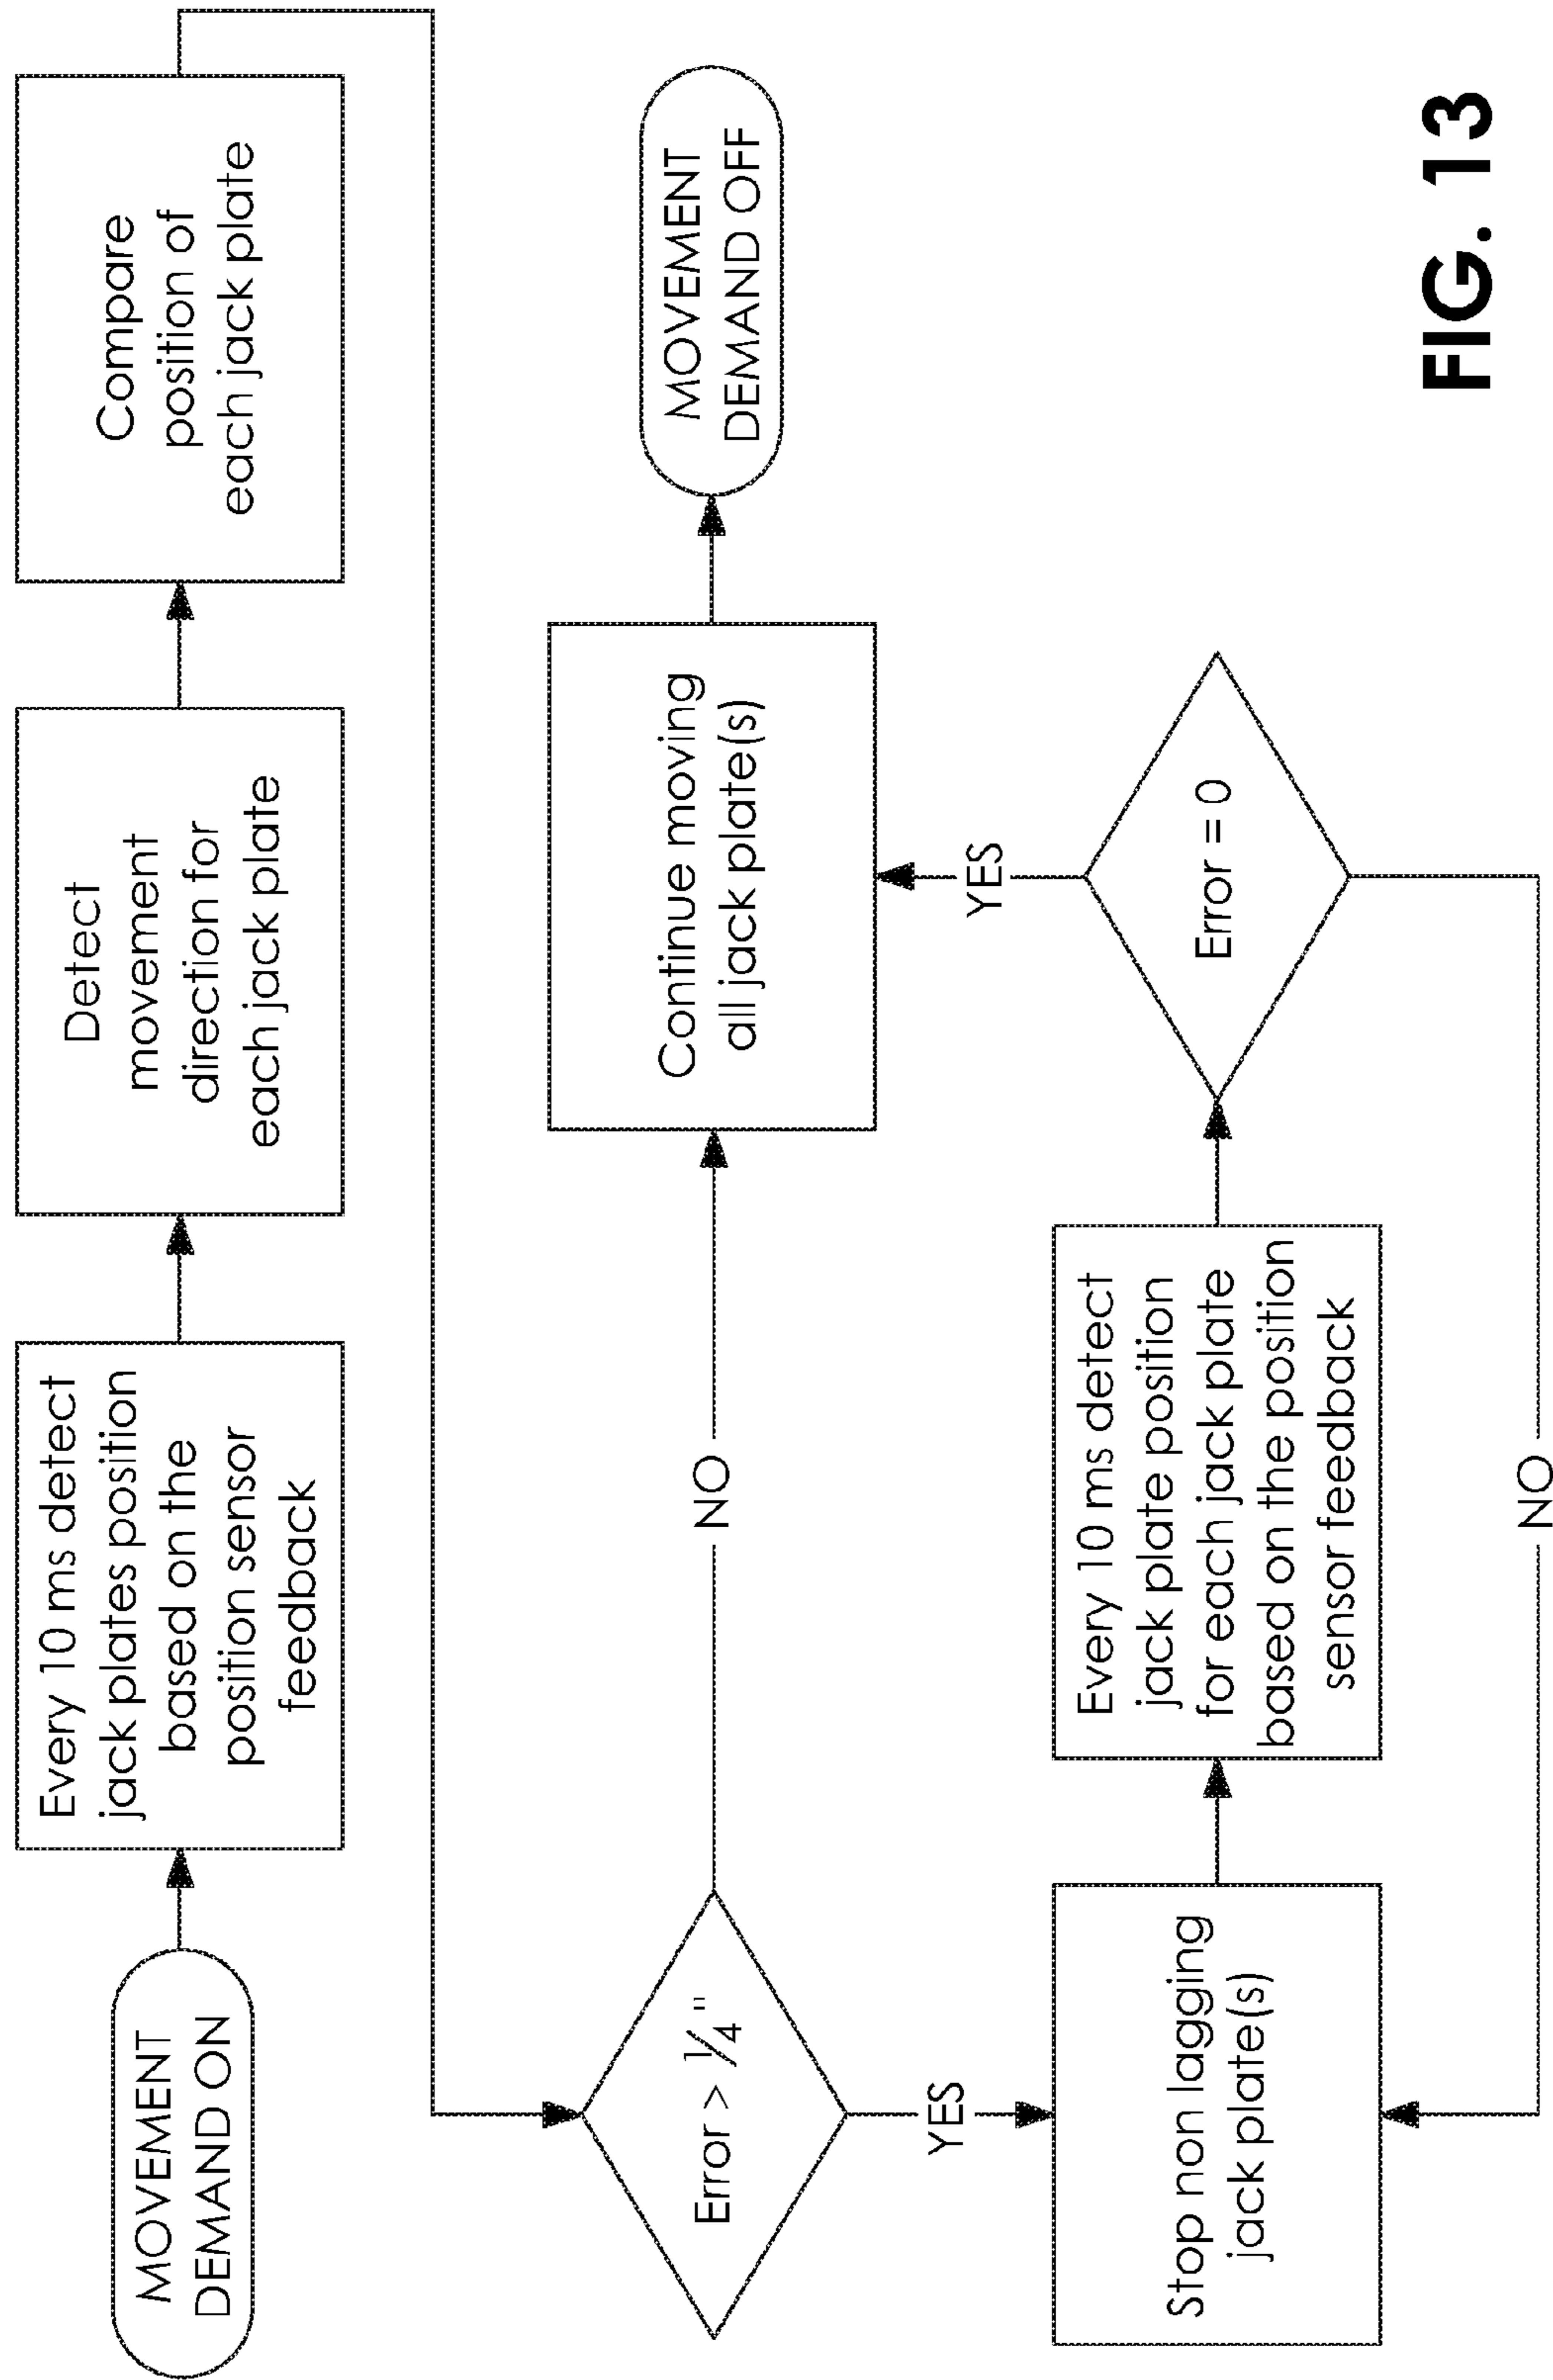 MOVEMENT
DEMAND ON
Every 10 ms detect
jack plates position
based on the
position sensor
feedback
Detect
movement
direction for
each jack plate
Compare
position of
each jack plate
Error > 1/4"
NO
YES
Continue moving
all jack plate(s)
MOVEMENT
DEMAND OFF
Stop non lagging
jack plate(s)
Every 10 ms detect
jack plate position
for each jack plate
based on the position
sensor feedback
Error = 0
YES
NO
FIG. 13